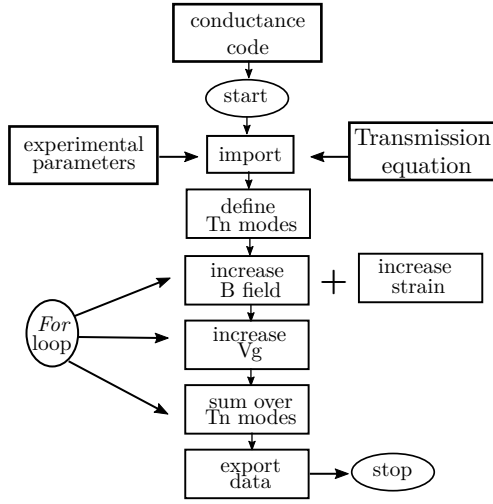 conductance
code
start
experimental
parameters
import
Transmission
equation
define
Tn modes
increase
B field
+
increase
strain
For
loop
increase
Vg
sum over
Tn modes
export
data
stop